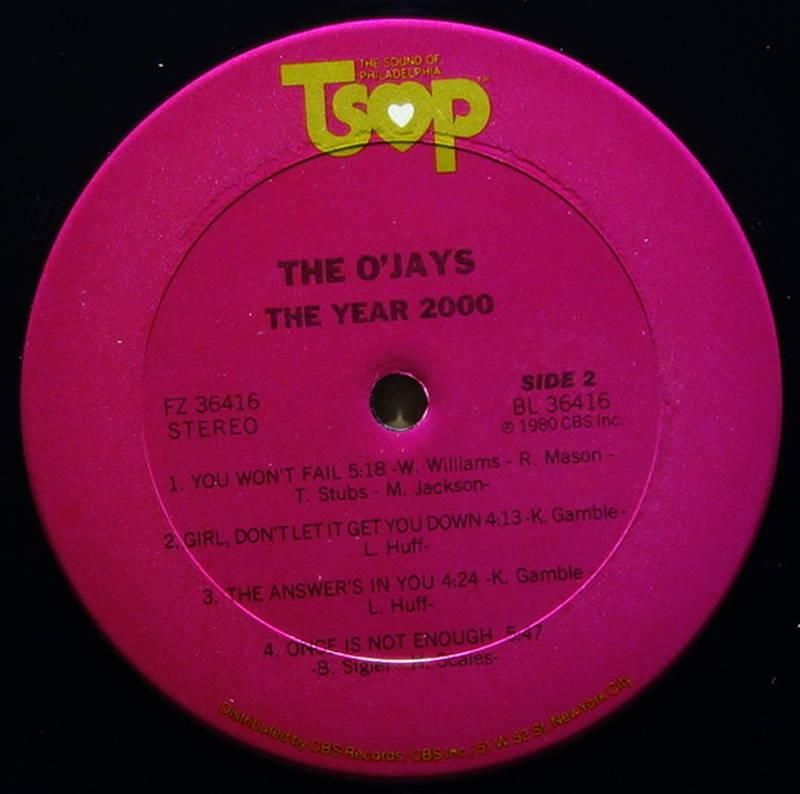 THE SOUND OF
PHILADELPHIA
TSOP™
THE O'JAYS
THE YEAR 2000
FZ 36416
STEREO
SIDE 2
BL 36416
℗ 1980 CBS Inc.
1. YOU WON'T FAIL 5:18 -W. Williams - R. Mason -
T. Stubs - M. Jackson-
2. GIRL, DON'T LET IT GET YOU DOWN 4:13 -K. Gamble-
L. Huff-
3. THE ANSWER'S IN YOU 4:24 -K. Gamble
L. Huff-
4. ONCE IS NOT ENOUGH 5:47
-B. Sigler - H. Scales-
Distributed by CBS Records. CBS Inc./ 51 W. 52 St. New York City